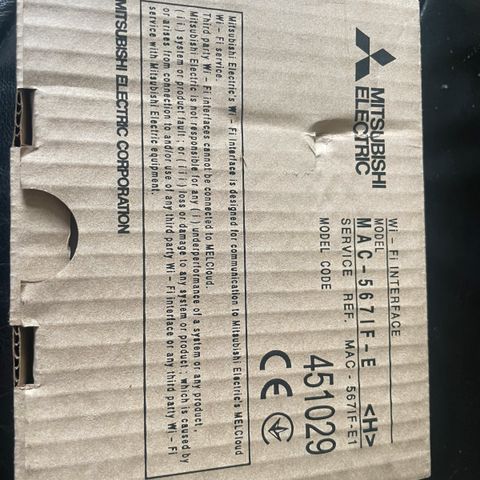 MITSUBISHI
ELECTRIC
Wi-Fi INTERFACE
MODEL
MAC-567IF-E <H>
SERVICE REF. MAC-567IF-E1
MODEL CODE
451029
CE
Mitsubishi Electric's Wi-Fi Interface is designed for communication to Mitsubishi Electric's MELCloud
Wi-Fi service.
Third party Wi-Fi interfaces cannot be connected to MELCloud.
Mitsubishi Electric is not responsible for any (i) underperformance of a system or any product,
(ii) system or product fault; or (iii) loss or damage to any system or product; which is caused by
or arises from connection to and/or use of any third party Wi-Fi interface or any third party Wi-Fi
service with Mitsubishi Electric equipment.
MITSUBISHI ELECTRIC CORPORATION